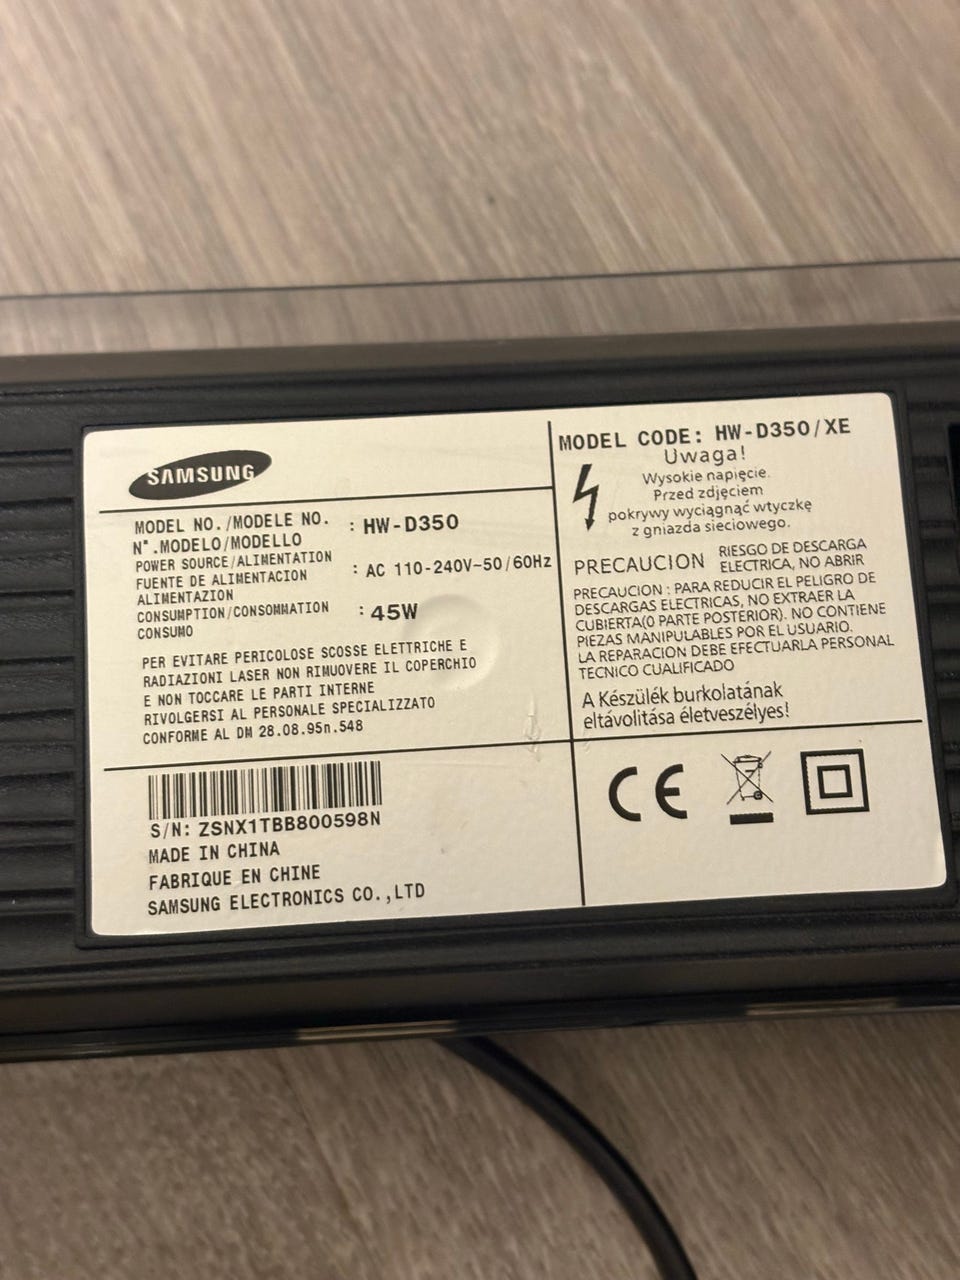 SAMSUNG
MODEL NO./MODELE NO.
N°.MODELO/MODELLO
: HW-D350
POWER SOURCE/ALIMENTATION
FUENTE DE ALIMENTACION
ALIMENTAZION
: AC 110-240V~50/60Hz
CONSUMPTION/CONSOMMATION
CONSUMO
: 45W
PER EVITARE PERICOLOSE SCOSSE ELETTRICHE E
RADIAZIONI LASER NON RIMUOVERE IL COPERCHIO
E NON TOCCARE LE PARTI INTERNE
RIVOLGERSI AL PERSONALE SPECIALIZZATO
CONFORME AL DM 28.08.95n.548
S/N: ZSNX1TBB800598N
MADE IN CHINA
FABRIQUE EN CHINE
SAMSUNG ELECTRONICS CO.,LTD
MODEL CODE: HW-D350/XE
Uwaga!
Wysokie napięcie.
Przed zdjęciem
pokrywy wyciągnąć wtyczkę
z gniazda sieciowego.
PRECAUCION
RIESGO DE DESCARGA
ELECTRICA, NO ABRIR
PRECAUCION : PARA REDUCIR EL PELIGRO DE
DESCARGAS ELECTRICAS, NO EXTRAER LA
CUBIERTA(O PARTE POSTERIOR). NO CONTIENE
PIEZAS MANIPULABLES POR EL USUARIO.
LA REPARACION DEBE EFECTUARLA PERSONAL
TECNICO CUALIFICADO
A Készülék burkolatának
eltávolitása életveszélyes!
CE